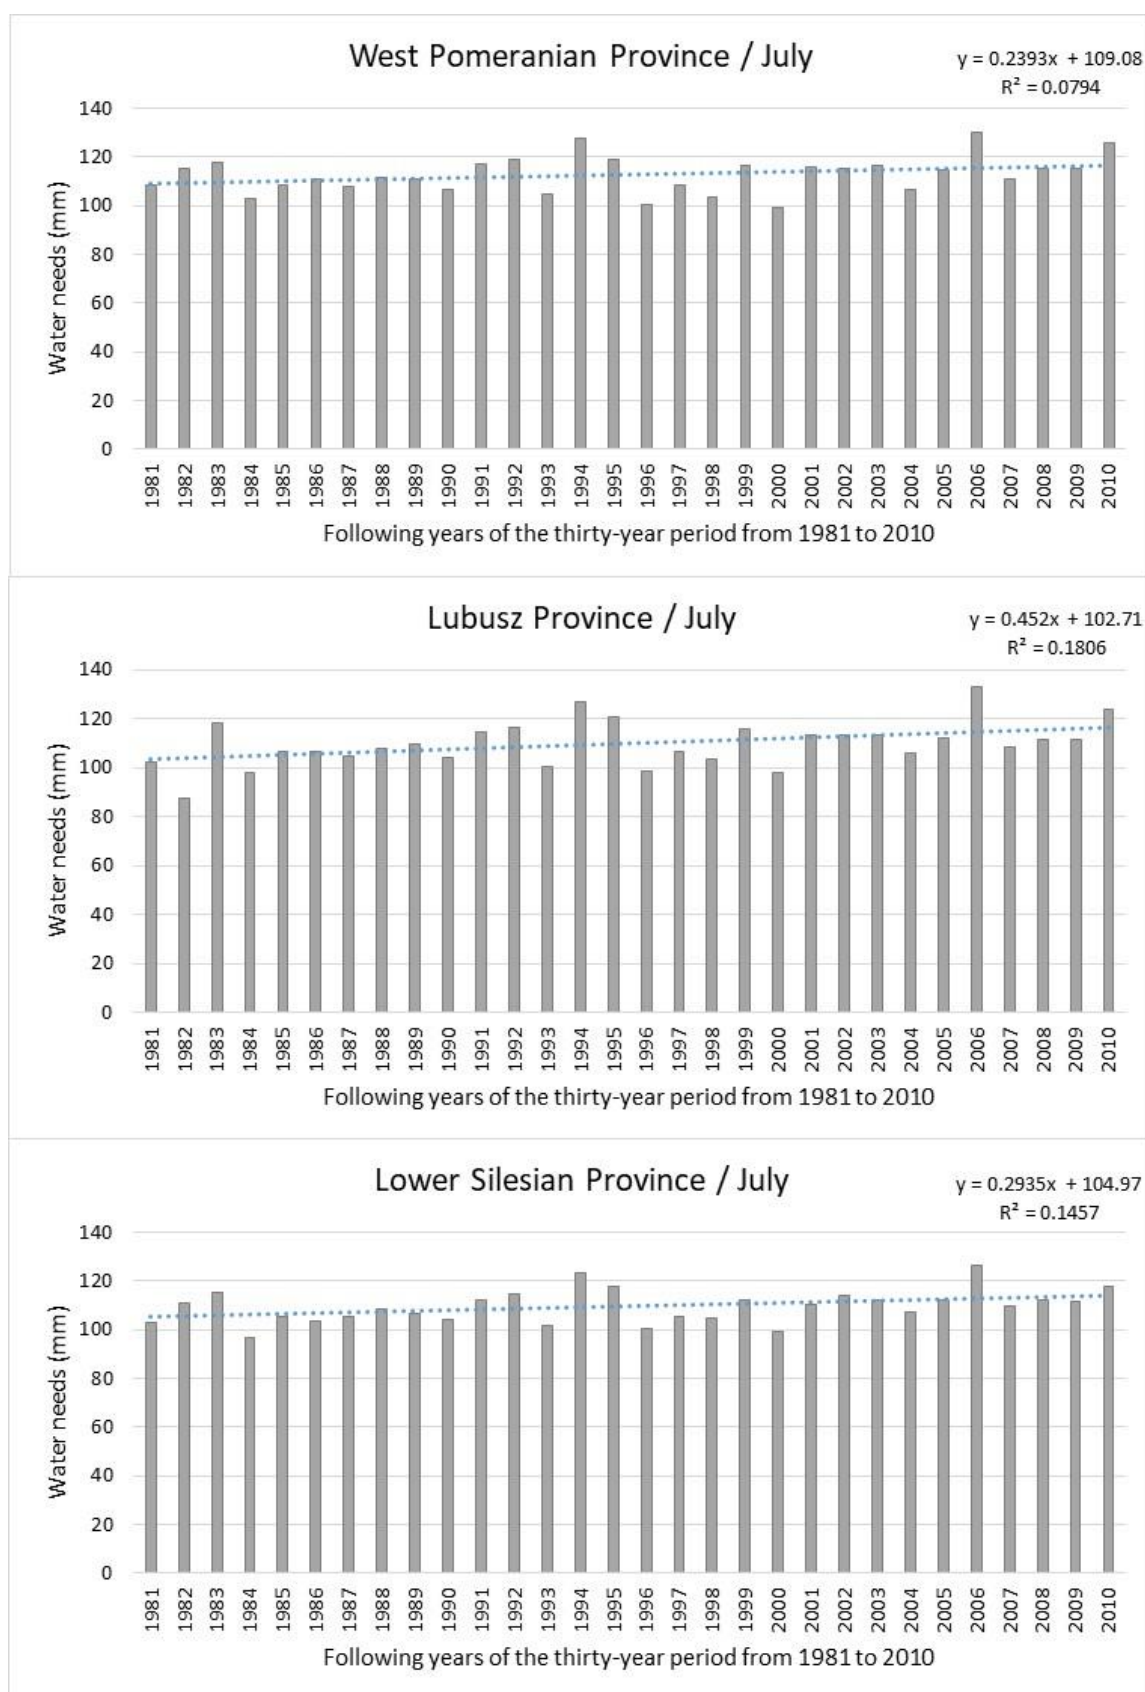 West Pomeranian Province / July
y = 0.2393x + 109.08
R² = 0.0794
Water needs (mm)
140
120
100
80
60
40
20
0
1981 1982 1983 1984 1985 1986 1987 1988 1989 1990 1991 1992 1993 1994 1995 1996 1997 1998 1999 2000 2001 2002 2003 2004 2005 2006 2007 2008 2009 2010
Following years of the thirty-year period from 1981 to 2010
Lubusz Province / July
y = 0.452x + 102.71
R² = 0.1806
Water needs (mm)
140
120
100
80
60
40
20
0
1981 1982 1983 1984 1985 1986 1987 1988 1989 1990 1991 1992 1993 1994 1995 1996 1997 1998 1999 2000 2001 2002 2003 2004 2005 2006 2007 2008 2009 2010
Following years of the thirty-year period from 1981 to 2010
Lower Silesian Province / July
y = 0.2935x + 104.97
R² = 0.1457
Water needs (mm)
140
120
100
80
60
40
20
0
1981 1982 1983 1984 1985 1986 1987 1988 1989 1990 1991 1992 1993 1994 1995 1996 1997 1998 1999 2000 2001 2002 2003 2004 2005 2006 2007 2008 2009 2010
Following years of the thirty-year period from 1981 to 2010